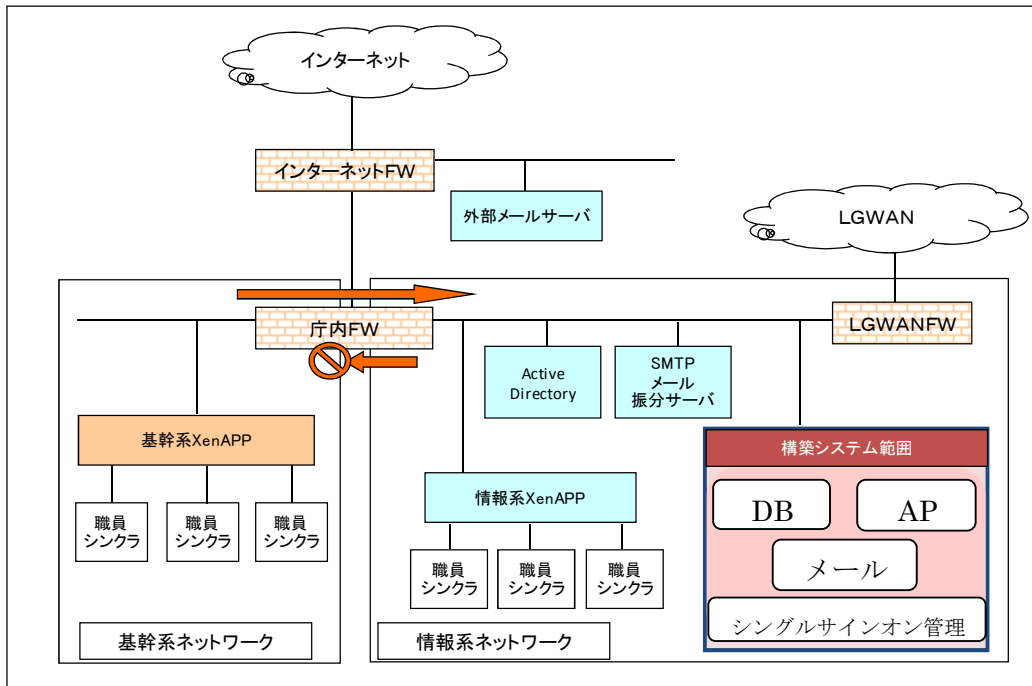 インターネット
インターネットFW
外部メールサーバ
LGWAN
庁内FW
LGWANFW
Active
Directory
SMTP
メール
振分サーバ
基幹系XenAPP
職員
シンクラ
職員
シンクラ
職員
シンクラ
情報系XenAPP
職員
シンクラ
職員
シンクラ
職員
シンクラ
構築システム範囲
DB
AP
メール
シングルサインオン管理
基幹系ネットワーク
情報系ネットワーク